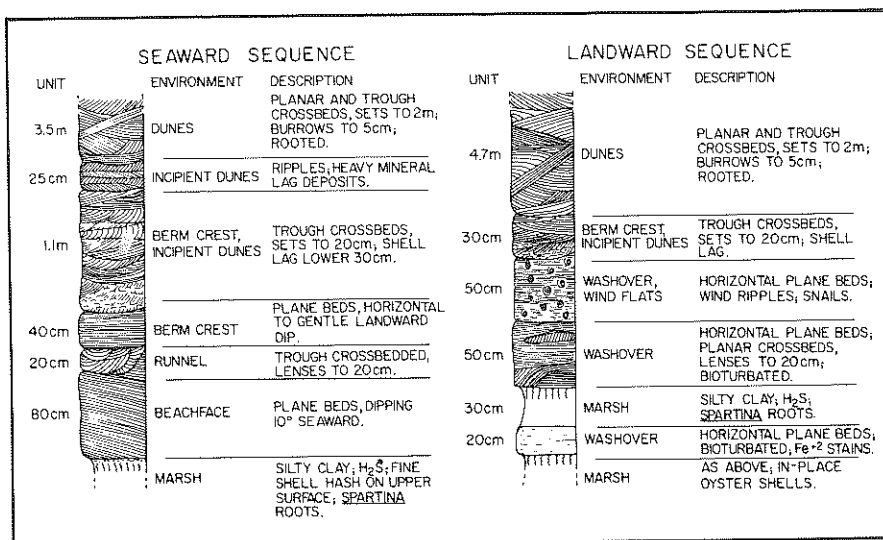 SEAWARD SEQUENCE
UNIT ENVIRONMENT DESCRIPTION
3.5m DUNES PLANAR AND TROUGH
CROSSBEDS, SETS TO 2m;
BURROWS TO 5cm;
ROOTED.
25cm INCIPIENT DUNES RIPPLES; HEAVY MINERAL
LAG DEPOSITS.
1.1m BERM CREST, INCIPIENT DUNES TROUGH CROSSBEDS,
SETS TO 20cm; SHELL
LAG LOWER 30cm.
40cm BERM CREST PLANE BEDS, HORIZONTAL
TO GENTLE LANDWARD
DIP.
20cm RUNNEL TROUGH CROSSBEDDED,
LENSES TO 20cm.
80cm BEACHFACE PLANE BEDS, DIPPING
10° SEAWARD.
MARSH SILTY CLAY; H2S; FINE
SHELL HASH ON UPPER
SURFACE; SPARTINA
ROOTS.
LANDWARD SEQUENCE
UNIT ENVIRONMENT DESCRIPTION
4.7m DUNES PLANAR AND TROUGH
CROSSBEDS, SETS TO 2m;
BURROWS TO 5cm;
ROOTED.
30cm BERM CREST, INCIPIENT DUNES TROUGH CROSSBEDS,
SETS TO 20cm; SHELL
LAG.
50cm WASHOVER, WIND FLATS HORIZONTAL PLANE BEDS;
WIND RIPPLES; SNAILS.
50cm WASHOVER HORIZONTAL PLANE BEDS;
PLANAR CROSSBEDS,
LENSES TO 20cm;
BIOTURBATED.
30cm MARSH SILTY CLAY; H2S;
SPARTINA ROOTS.
20cm WASHOVER HORIZONTAL PLANE BEDS;
BIOTURBATED; Fe+2 STAINS.
MARSH AS ABOVE; IN-PLACE
OYSTER SHELLS.